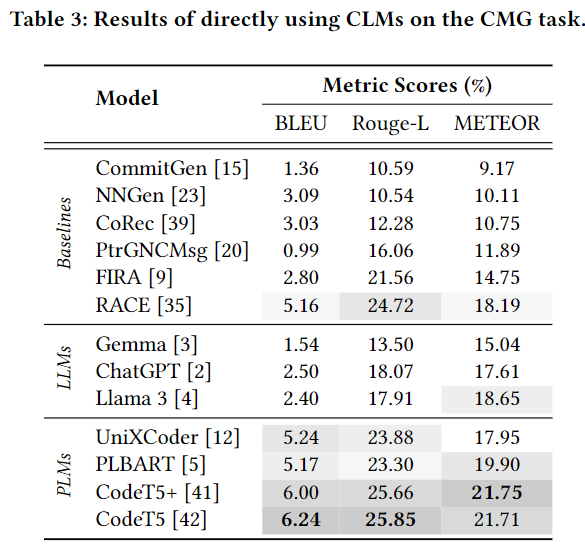 Table 3: Results of directly using CLMs on the CMG task.
Model Metric Scores (%)
BLEU Rouge-L METEOR
Baselines
CommitGen [15] 1.36 10.59 9.17
NNGen [23] 3.09 10.54 10.11
CoRec [39] 3.03 12.28 10.75
PtrGNCMsg [20] 0.99 16.06 11.89
FIRA [9] 2.80 21.56 14.75
RACE [35] 5.16 24.72 18.19
LLMs
Gemma [3] 1.54 13.50 15.04
ChatGPT [2] 2.50 18.07 17.61
Llama 3 [4] 2.40 17.91 18.65
PLMs
UniXCoder [12] 5.24 23.88 17.95
PLBART [5] 5.17 23.30 19.90
CodeT5+ [41] 6.00 25.66 21.75
CodeT5 [42] 6.24 25.85 21.71